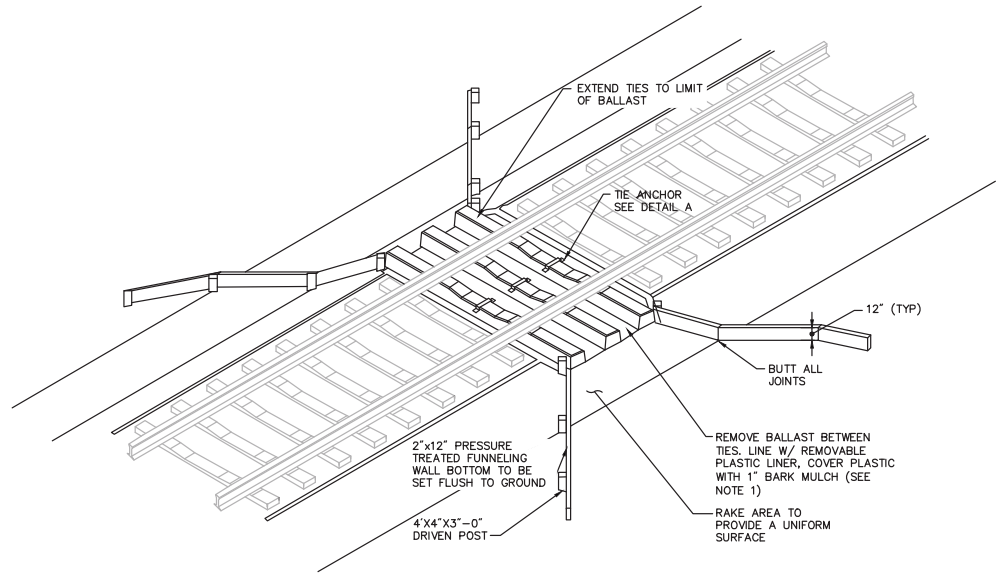 EXTEND TIES TO LIMIT
OF BALLAST
TIE ANCHOR
SEE DETAIL A
12" (TYP)
BUTT ALL
JOINTS
2"x12" PRESSURE
TREATED FUNNELING
WALL BOTTOM TO BE
SET FLUSH TO GROUND
4'X4"X3"-0"
DRIVEN POST
REMOVE BALLAST BETWEEN
TIES. LINE W/ REMOVABLE
PLASTIC LINER, COVER PLASTIC
WITH 1" BARK MULCH (SEE
NOTE 1)
RAKE AREA TO
PROVIDE A UNIFORM
SURFACE